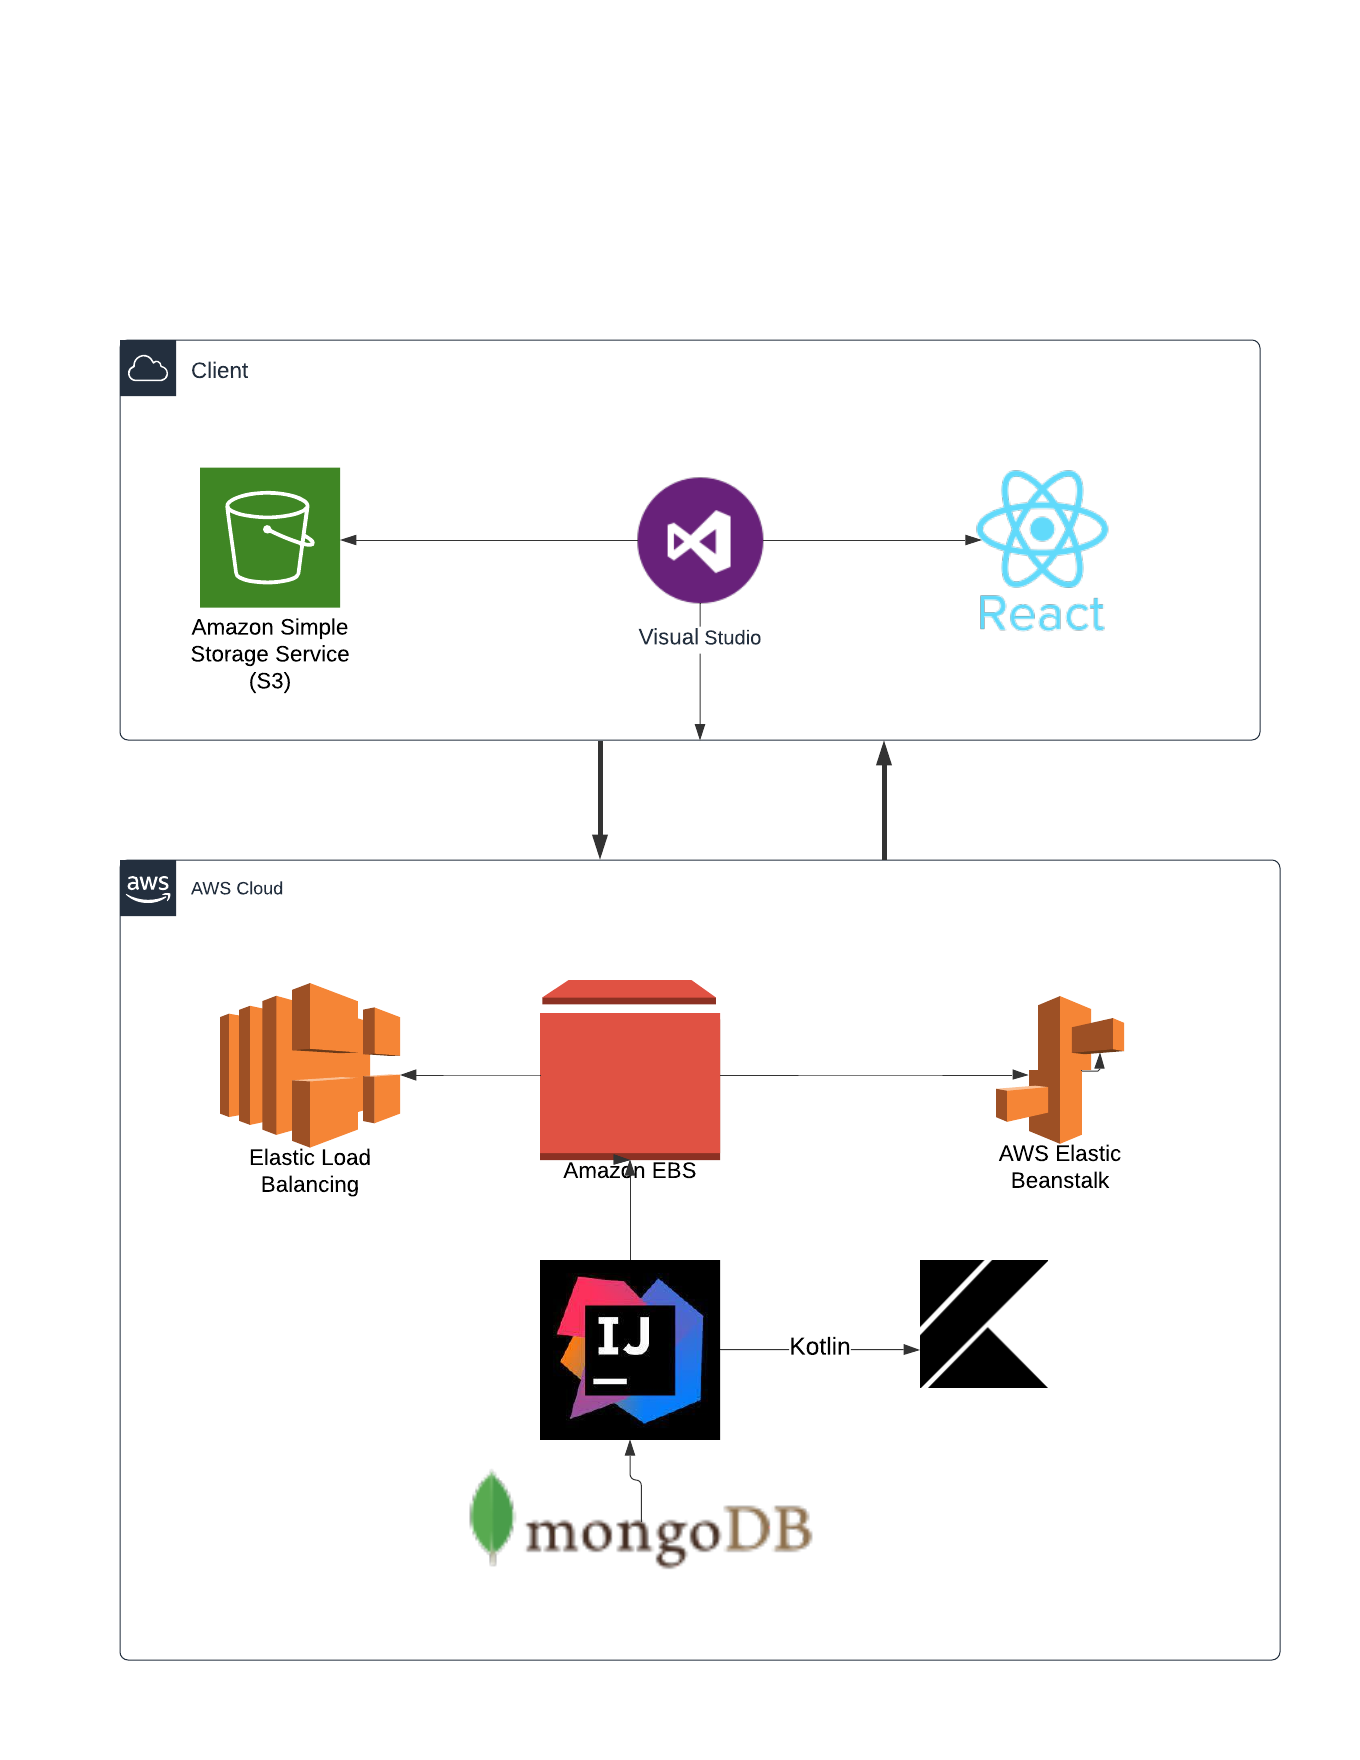 Client
Amazon Simple
Storage Service
(S3)
Visual Studio
React
aws
AWS Cloud
Elastic Load
Balancing
Amazon EBS
AWS Elastic
Beanstalk
IJ
Kotlin
mongoDB